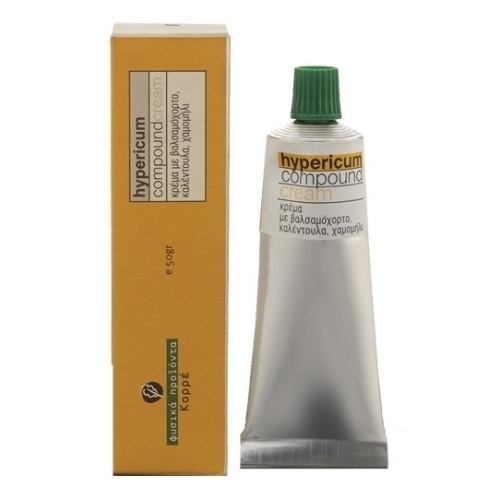 hypericum
compoundcream
κρέμα με βαλσαμόχορτο,
καλέντουλα, χαμομήλι
e 50gr
φυσικά προϊόντα
Κορρέ
hypericum
compound
cream
κρέμα
με βαλσαμόχορτο,
καλέντουλα, χαμομήλι